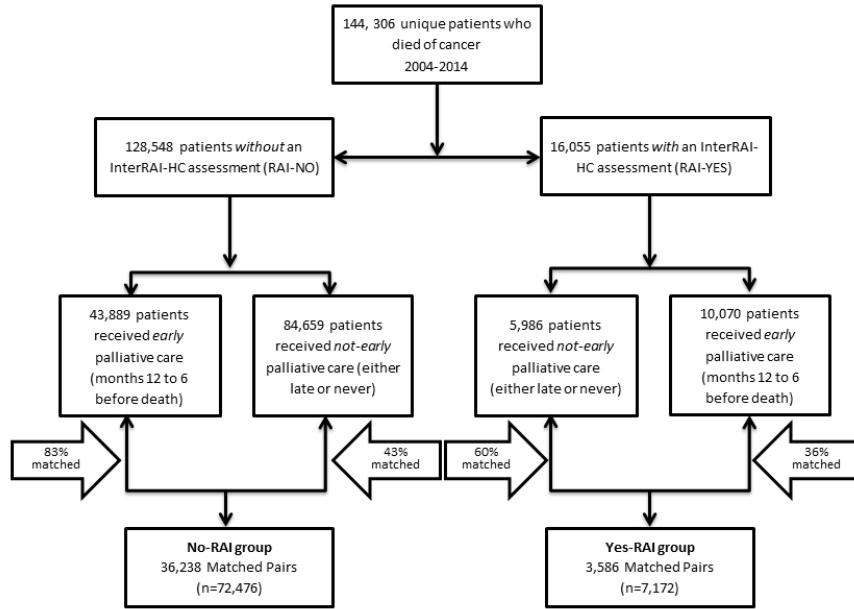 144, 306 unique patients who
died of cancer
2004-2014
128,548 patients without an
InterRAI-HC assessment (RAI-NO)
16,055 patients with an InterRAI-
HC assessment (RAI-YES)
43,889 patients
received early
palliative care
(months 12 to 6
before death)
84,659 patients
received not-early
palliative care (either
late or never)
5,986 patients
received not-early
palliative care
(either late or never)
10,070 patients
received early
palliative care
(months 12 to 6
before death)
83%
matched
43%
matched
60%
matched
36%
matched
No-RAI group
36,238 Matched Pairs
(n=72,476)
Yes-RAI group
3,586 Matched Pairs
(n=7,172)